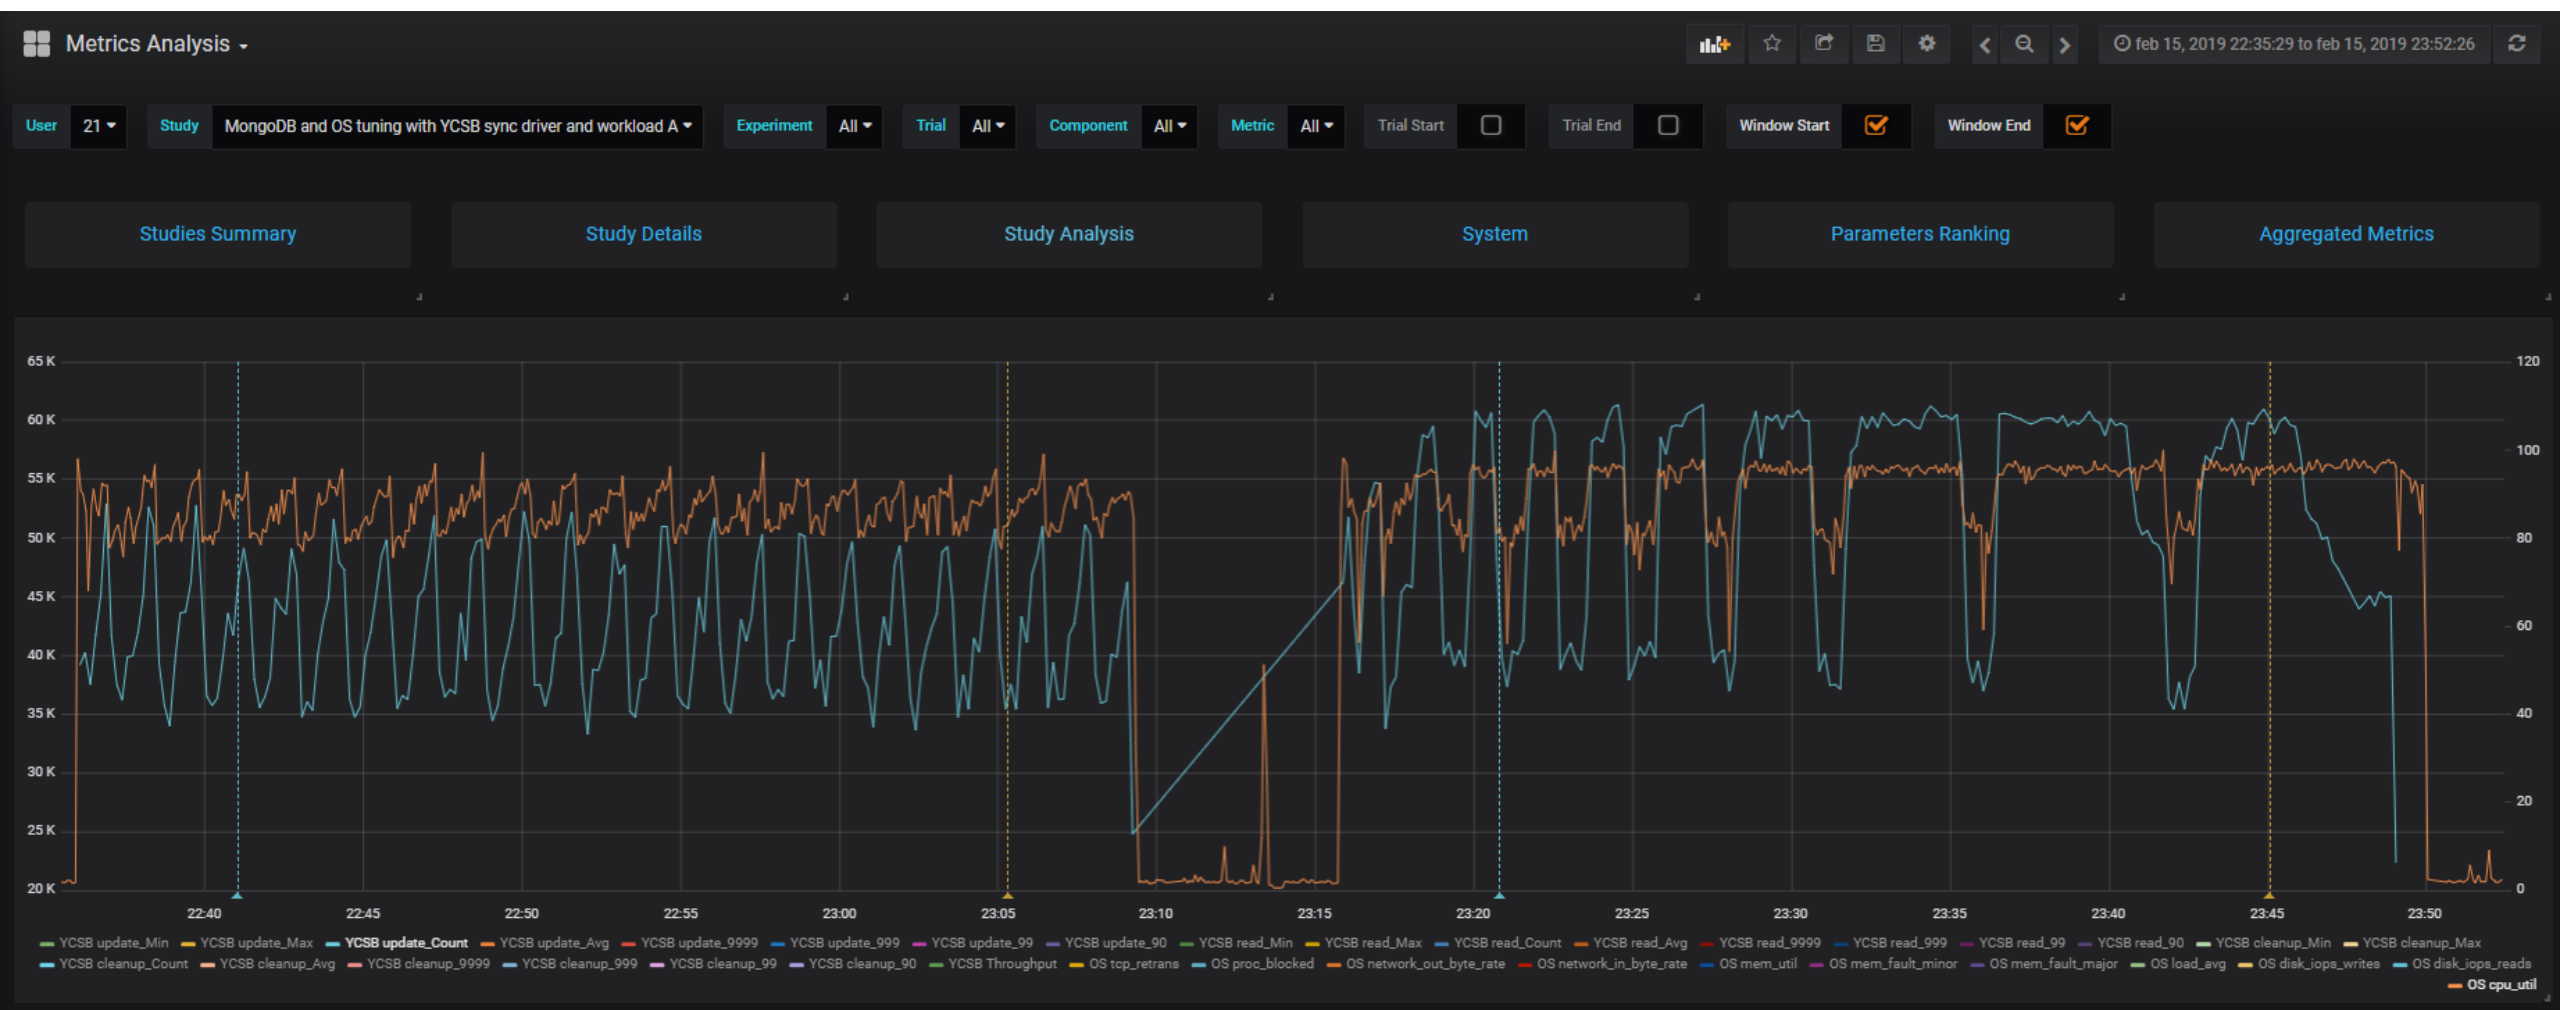 Metrics Analysis
feb 15, 2019 22:35:29 to feb 15, 2019 23:52:26
User 21 Study MongoDB and OS tuning with YCSB sync driver and workload A Experiment All Trial All Component All Metric All Trial Start Trial End Window Start Window End
Studies Summary Study Details Study Analysis System Parameters Ranking Aggregated Metrics
65 K 120
60 K
100
55 K
50 K 80
45 K
60
40 K
35 K 40
30 K
20
25 K
20 K 0
22:40 22:45 22:50 22:55 23:00 23:05 23:10 23:15 23:20 23:25 23:30 23:35 23:40 23:45 23:50
YCSB update_Min YCSB update_Max YCSB update_Count YCSB update_Avg YCSB update_9999 YCSB update_999 YCSB update_99 YCSB update_90 YCSB read_Min YCSB read_Max YCSB read_Count YCSB read_Avg YCSB read_9999 YCSB read_999 YCSB read_99 YCSB read_90 YCSB cleanup_Min YCSB cleanup_Max
YCSB cleanup_Count YCSB cleanup_Avg YCSB cleanup_9999 YCSB cleanup_999 YCSB cleanup_99 YCSB cleanup_90 YCSB Throughput OS tcp_retrans OS proc_blocked OS network_out_byte_rate OS network_in_byte_rate OS mem_util OS mem_fault_minor OS mem_fault_major OS load_avg OS disk_iops_writes OS disk_iops_reads
OS cpu_util